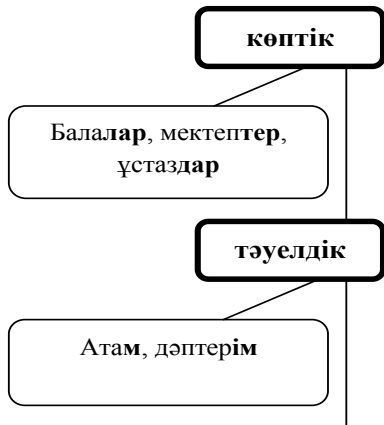 көптік
Балалар, мектептер,
ұстаздар
тәуелдік
Атам, дәптерім